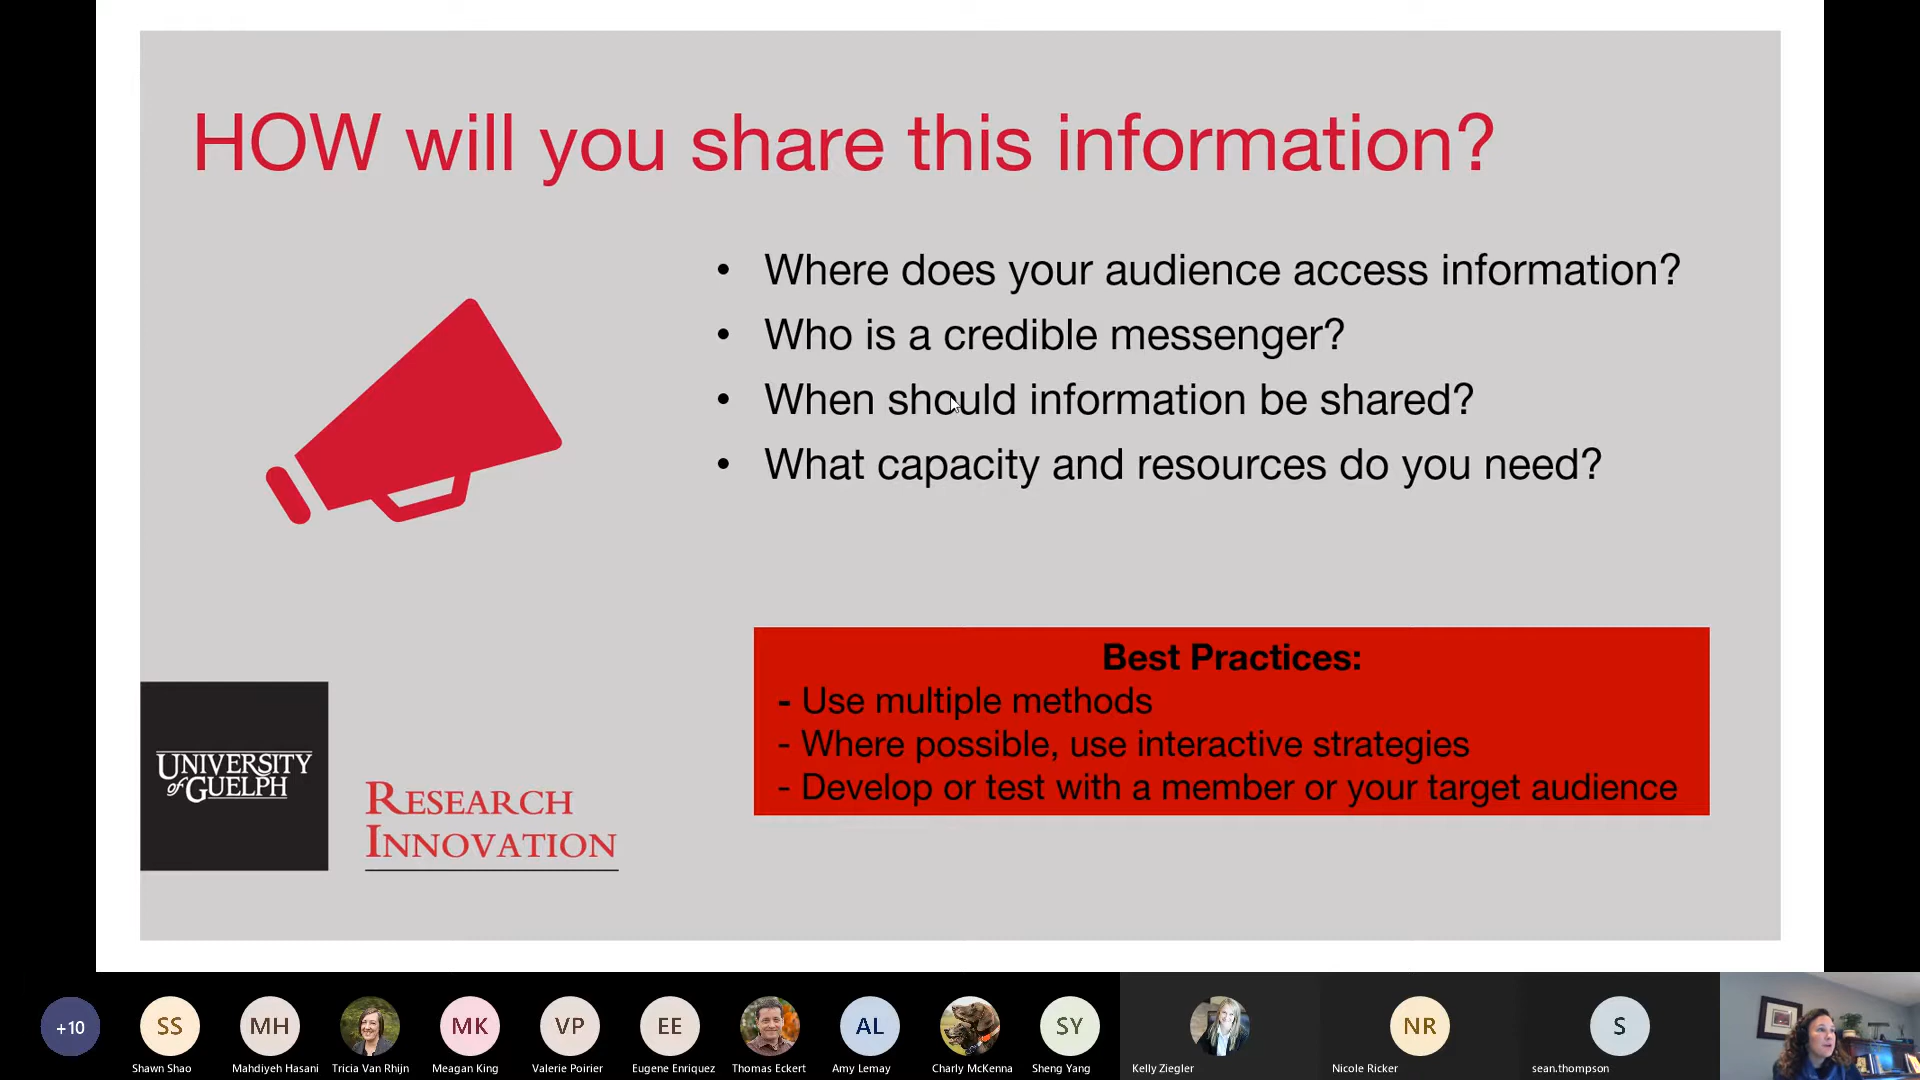 HOW will you share this information?
• Where does your audience access information?
• Who is a credible messenger?
• When should information be shared?
• What capacity and resources do you need?
Best Practices:
- Use multiple methods
- Where possible, use interactive strategies
- Develop or test with a member or your target audience
UNIVERSITY
of GUELPH
RESEARCH
INNOVATION
+10
SS
MH
MK
VP
EE
AL
SY
NR
S
Shawn Shao
Mahdiyeh Hasani
Tricia Van Rhijn
Meagan King
Valerie Poirier
Eugene Enriquez
Thomas Eckert
Amy Lemay
Charly McKenna
Sheng Yang
Kelly Ziegler
Nicole Ricker
sean.thompson